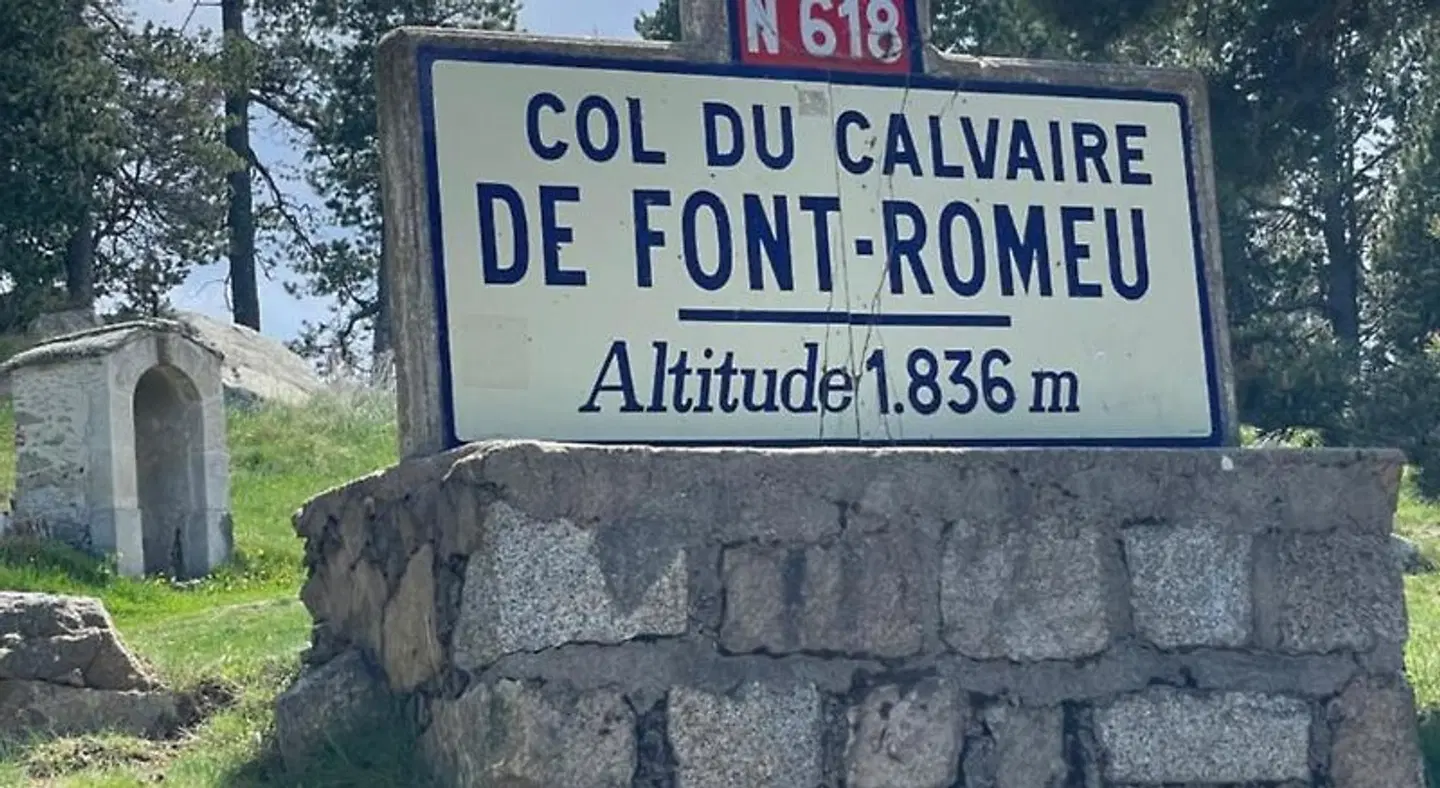 N 618
COL DU CALVAIRE
DE FONT-ROMEU
Altitude 1.836 m